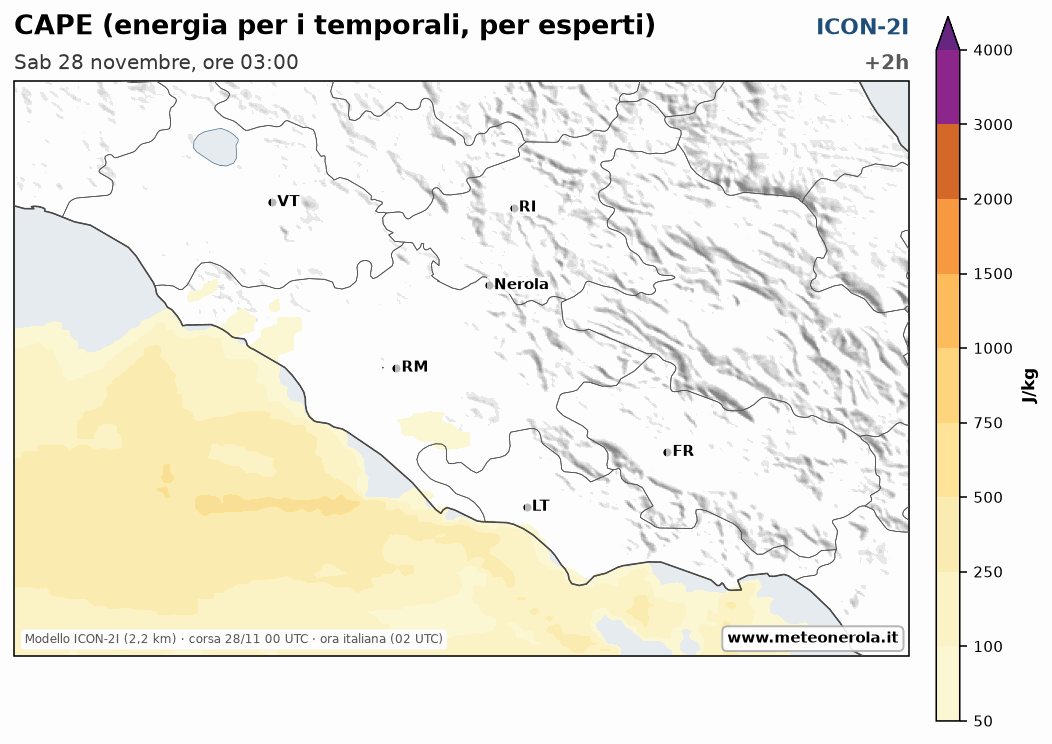 CAPE (energia per i temporali, per esperti)
ICON-2I
Sab 28 novembre, ore 03:00
+2h
4000
3000
2000
1500
1000
750
500
250
100
50
J/kg
VT
RI
Nerola
RM
FR
LT
Modello ICON-2I (2,2 km) · corsa 28/11 00 UTC · ora italiana (02 UTC)
www.meteonerola.it